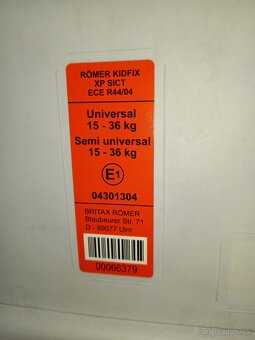 RÖMER KIDFIX
XP SICT
ECE R44/04
Universal
15 - 36 kg
Semi universal
15 - 36 kg
E1
04301304
BRITAX RÖMER
Blaubeurer Str. 71
D - 89077 Ulm
00066379